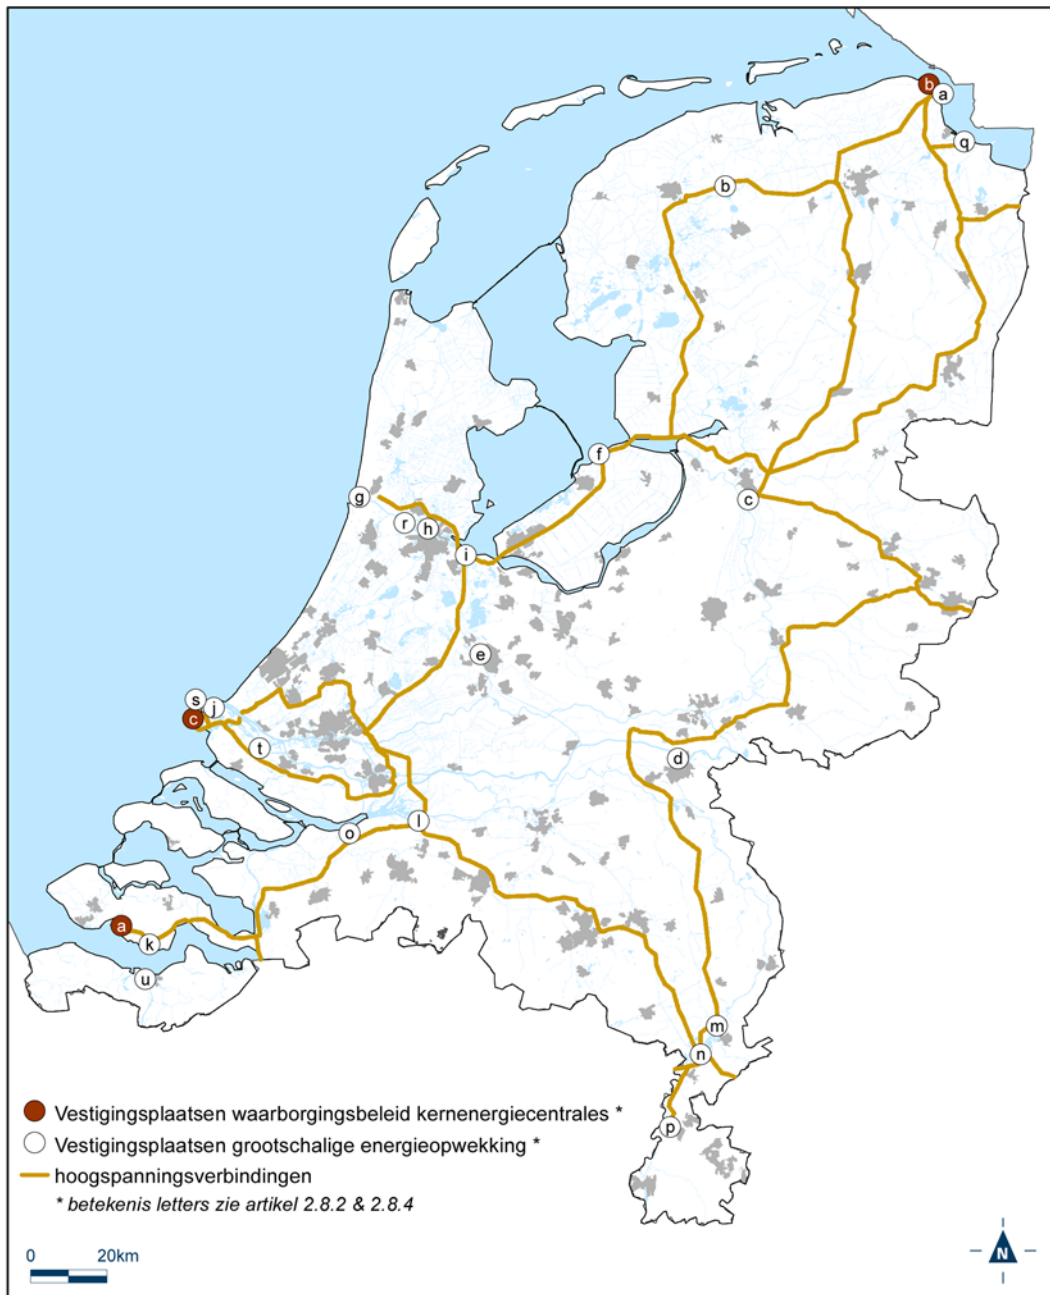 b
a
q
b
f
c
g
r
h
i
e
s
j
c
t
d
l
o
a
k
u
m
n
p
Vestigingsplaatsen waarborgingsbeleid kernenergiecentrales *
Vestigingsplaatsen grootschalige energieopwekking *
hoogspanningsverbindingen
* betekenis letters zie artikel 2.8.2 & 2.8.4
0 20km
N